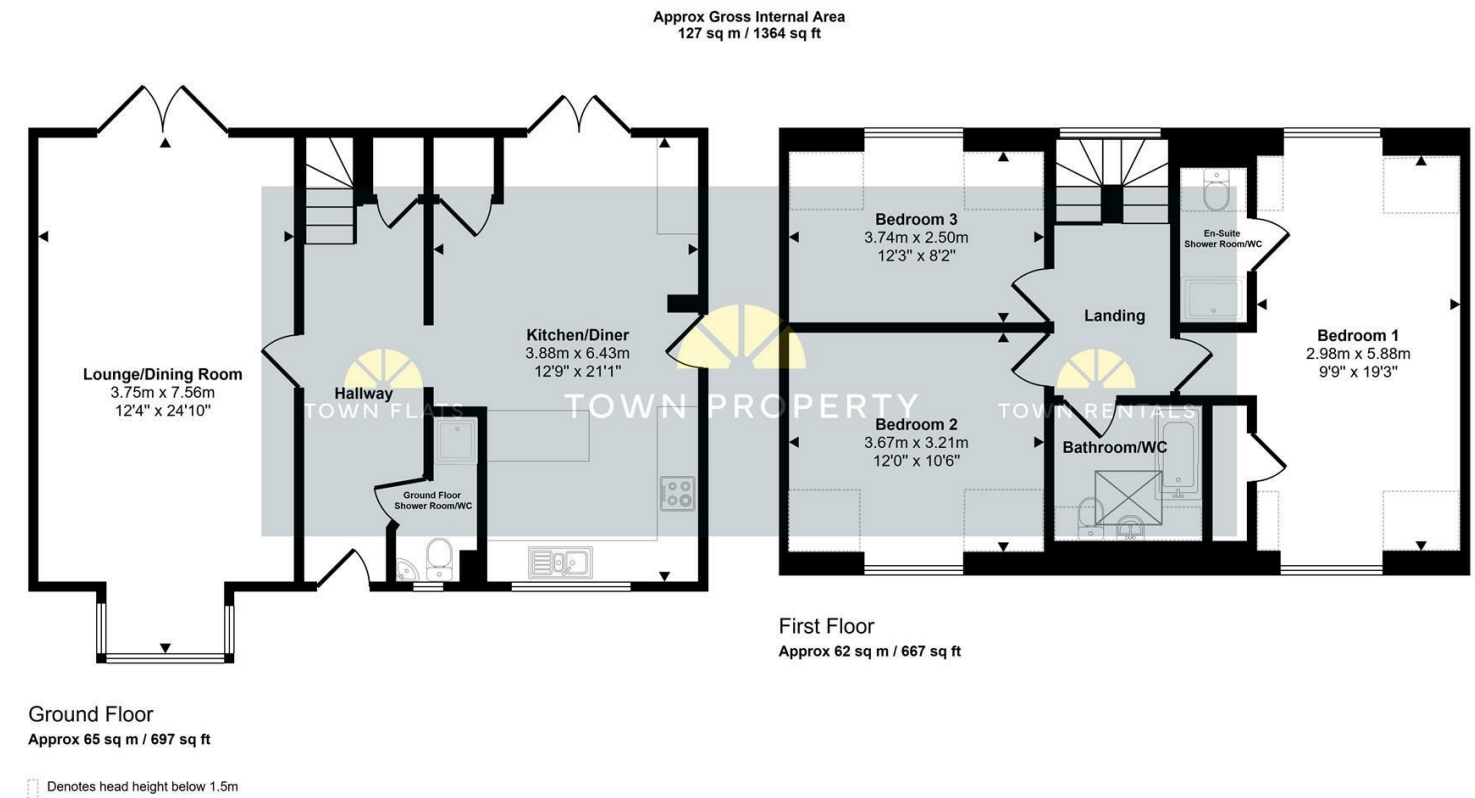 Approx Gross Internal Area
127 sq m / 1364 sq ft
Lounge/Dining Room
3.75m x 7.56m
12'4" x 24'10"
Hallway
Kitchen/Diner
3.88m x 6.43m
12'9" x 21'1"
Ground Floor
Shower Room/WC
Bedroom 3
3.74m x 2.50m
12'3" x 8'2"
En-Suite
Shower Room/WC
Landing
Bedroom 1
2.98m x 5.88m
9'9" x 19'3"
Bedroom 2
3.67m x 3.21m
12'0" x 10'6"
Bathroom/WC
TOWN FLATS
TOWN PROPERTY
TOWN RENTALS
First Floor
Approx 62 sq m / 667 sq ft
Ground Floor
Approx 65 sq m / 697 sq ft
Denotes head height below 1.5m